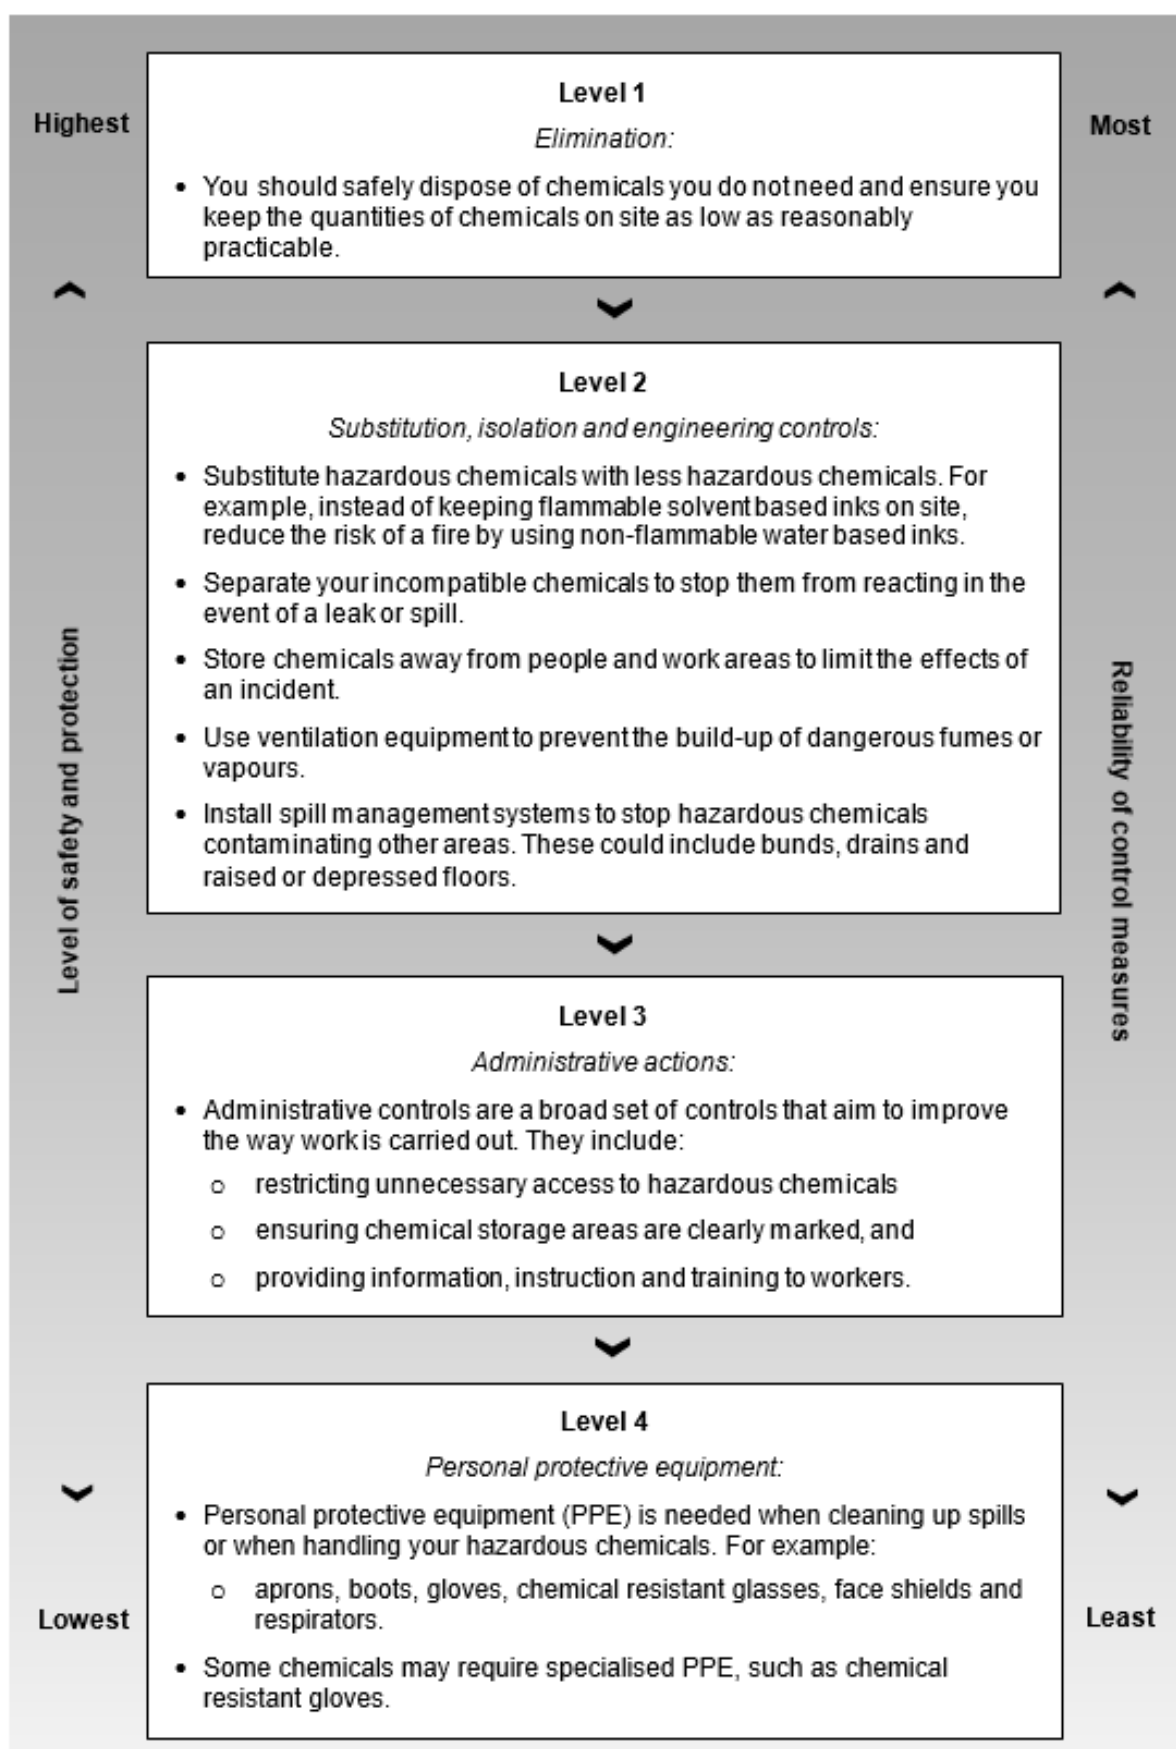 Highest
Most
Level of safety and protection
Reliability of control measures
Lowest
Least
Level 1
Elimination:
• You should safely dispose of chemicals you do not need and ensure you
keep the quantities of chemicals on site as low as reasonably
practicable.
Level 2
Substitution, isolation and engineering controls:
• Substitute hazardous chemicals with less hazardous chemicals. For
example, instead of keeping flammable solvent based inks on site,
reduce the risk of a fire by using non-flammable water based inks.
• Separate your incompatible chemicals to stop them from reacting in the
event of a leak or spill.
• Store chemicals away from people and work areas to limit the effects of
an incident.
• Use ventilation equipment to prevent the build-up of dangerous fumes or
vapours.
• Install spill management systems to stop hazardous chemicals
contaminating other areas. These could include bunds, drains and
raised or depressed floors.
Level 3
Administrative actions:
• Administrative controls are a broad set of controls that aim to improve
the way work is carried out. They include:
o restricting unnecessary access to hazardous chemicals
o ensuring chemical storage areas are clearly marked, and
o providing information, instruction and training to workers.
Level 4
Personal protective equipment:
• Personal protective equipment (PPE) is needed when cleaning up spills
or when handling your hazardous chemicals. For example:
o aprons, boots, gloves, chemical resistant glasses, face shields and
respirators.
• Some chemicals may require specialised PPE, such as chemical
resistant gloves.